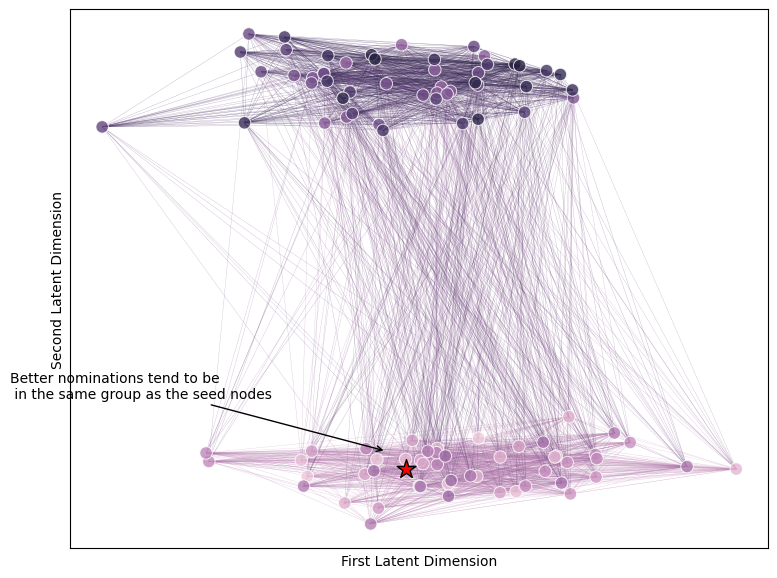 Second Latent Dimension
Better nominations tend to be
in the same group as the seed nodes
First Latent Dimension